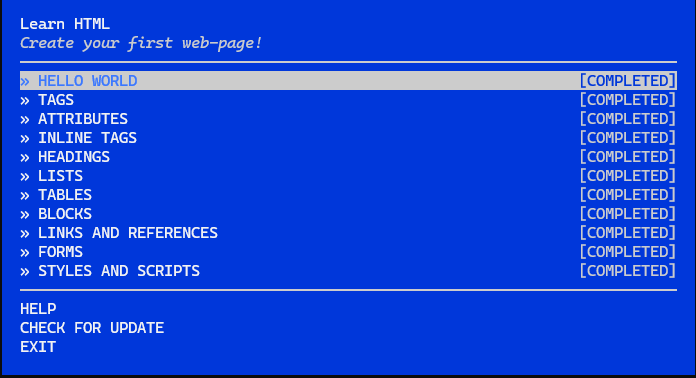 Learn HTML
Create your first web-page!
» HELLO WORLD [COMPLETED]
» TAGS [COMPLETED]
» ATTRIBUTES [COMPLETED]
» INLINE TAGS [COMPLETED]
» HEADINGS [COMPLETED]
» LISTS [COMPLETED]
» TABLES [COMPLETED]
» BLOCKS [COMPLETED]
» LINKS AND REFERENCES [COMPLETED]
» FORMS [COMPLETED]
» STYLES AND SCRIPTS [COMPLETED]
HELP
CHECK FOR UPDATE
EXIT